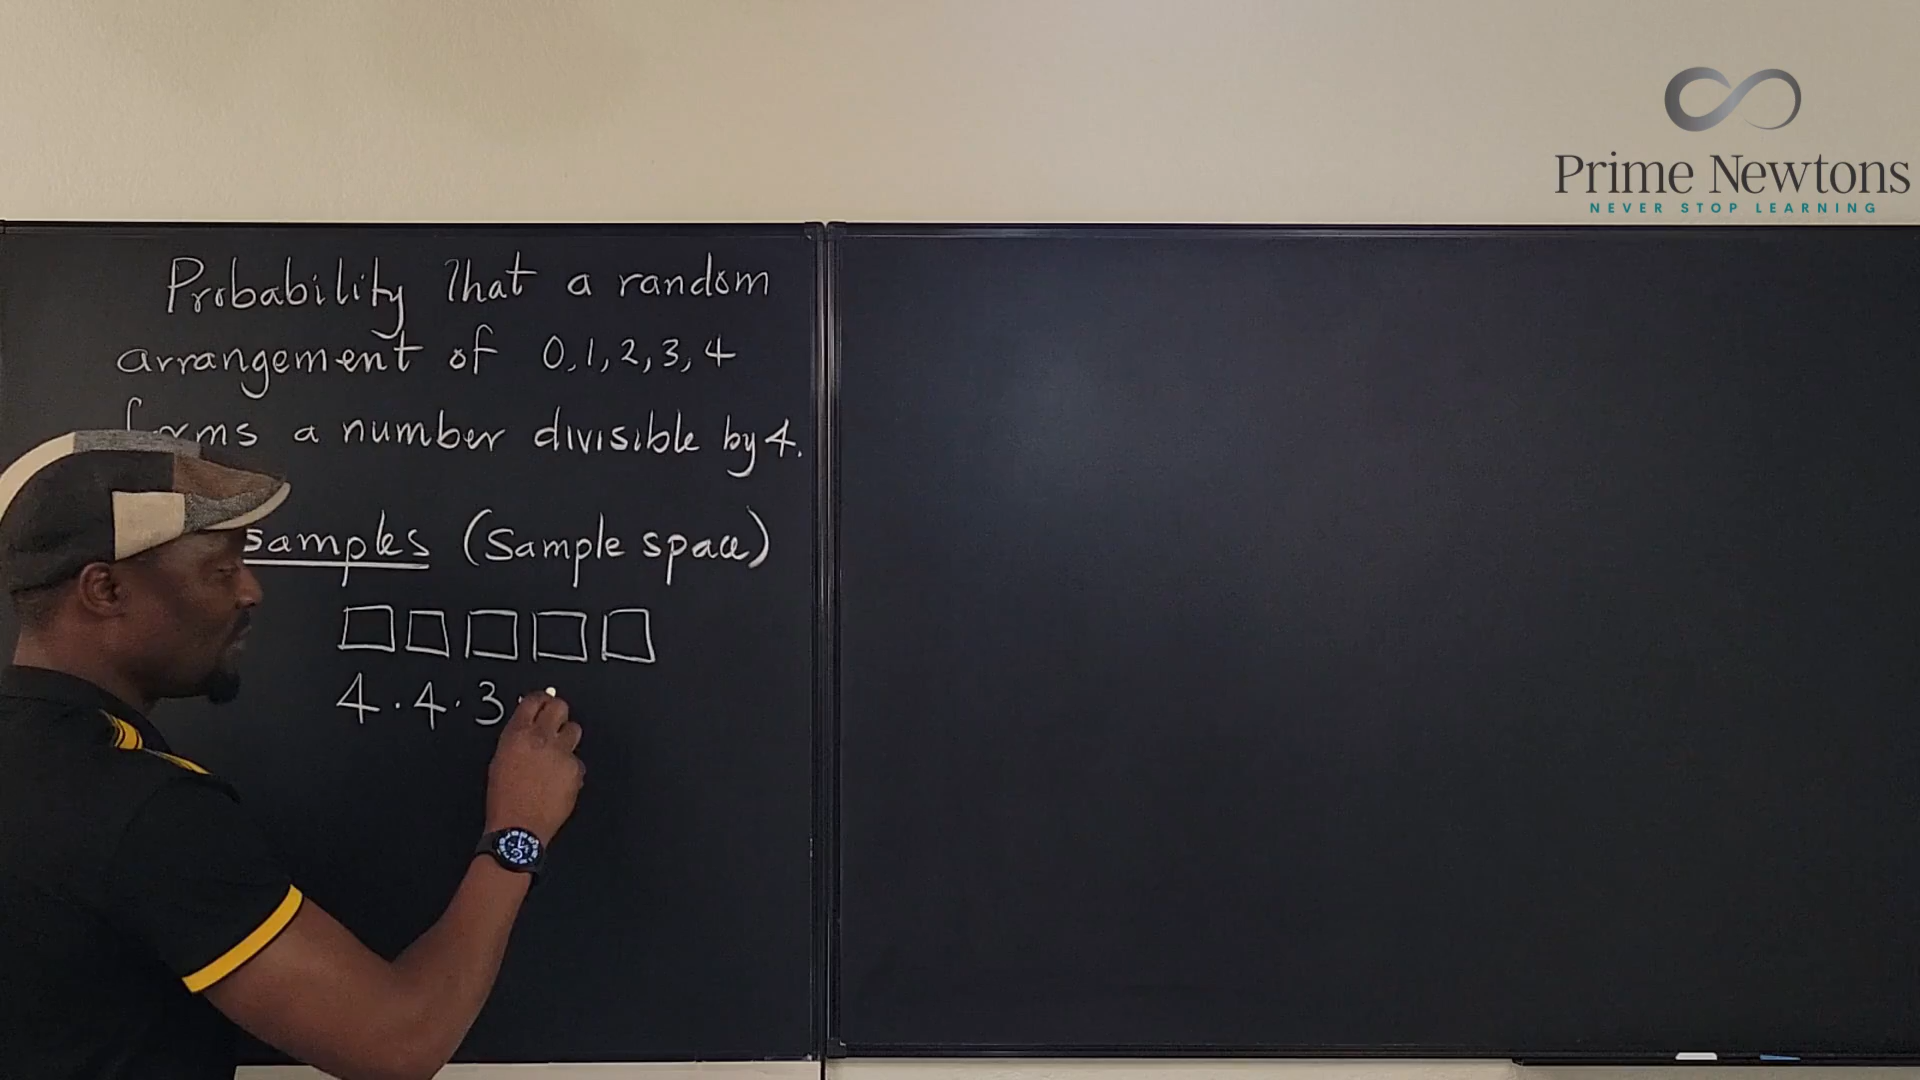 Prime Newtons
NEVER STOP LEARNING
Probability That a random
arrangement of 0,1,2,3,4
forms a number divisible by 4.
samples (Sample space)
4 · 4 · 3